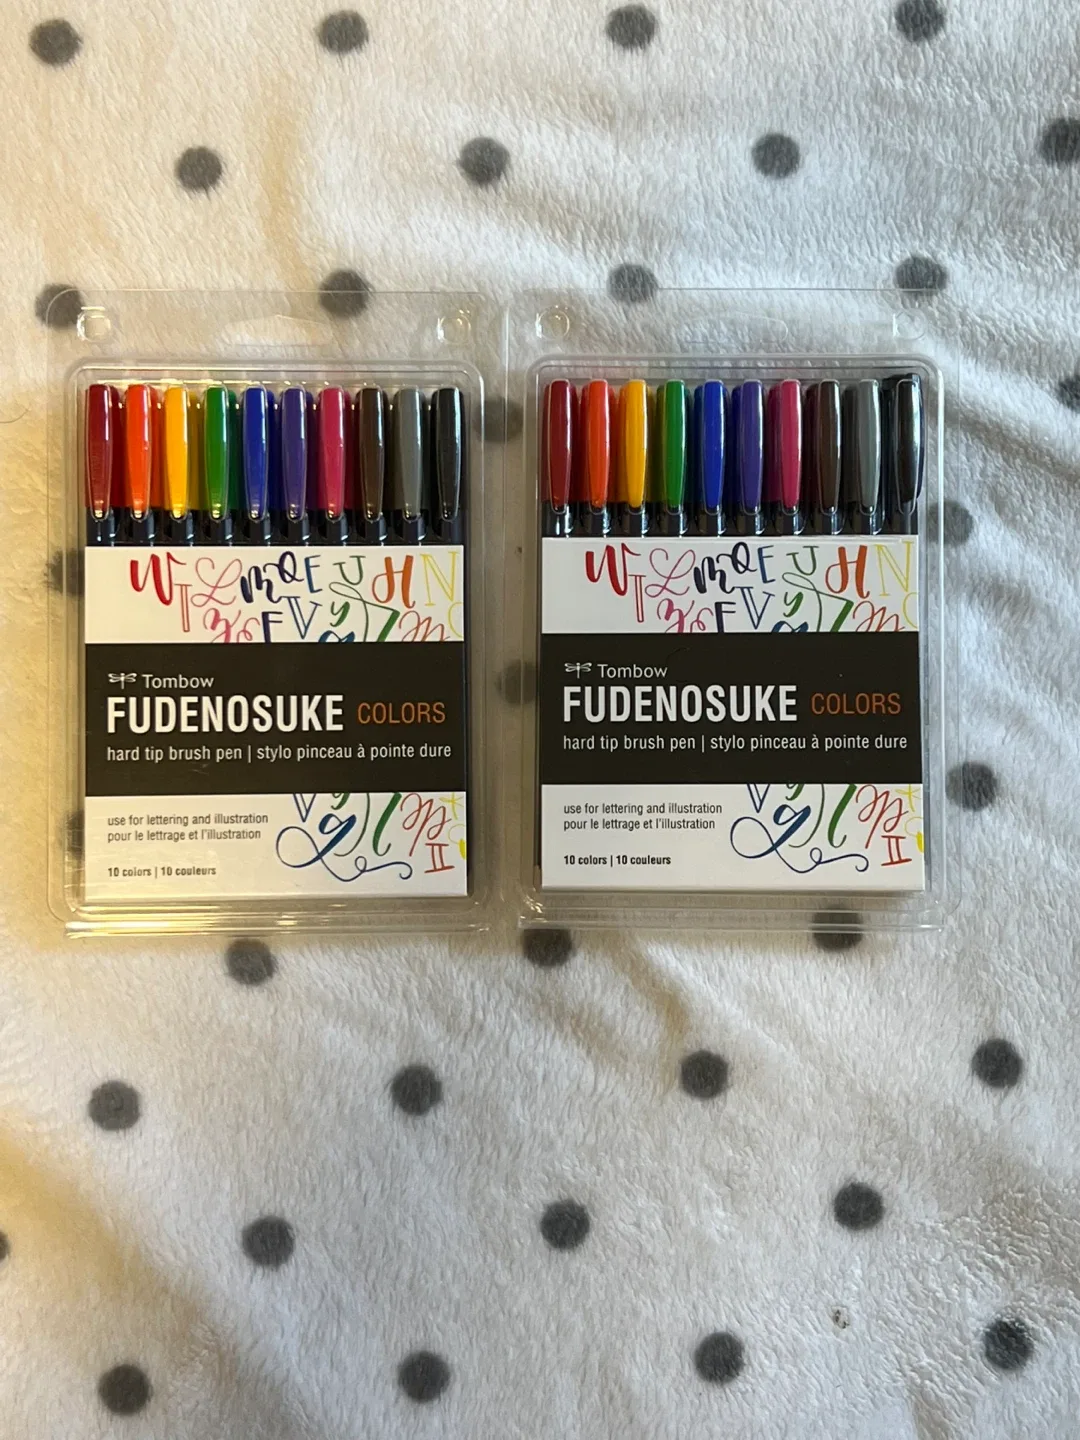 Tombow
FUDENOSUKE COLORS
hard tip brush pen | stylo pinceau à pointe dure
use for lettering and illustration
pour le lettrage et l'illustration
10 colors | 10 couleurs
Tombow
FUDENOSUKE COLORS
hard tip brush pen | stylo pinceau à pointe dure
use for lettering and illustration
pour le lettrage et l'illustration
10 colors | 10 couleurs